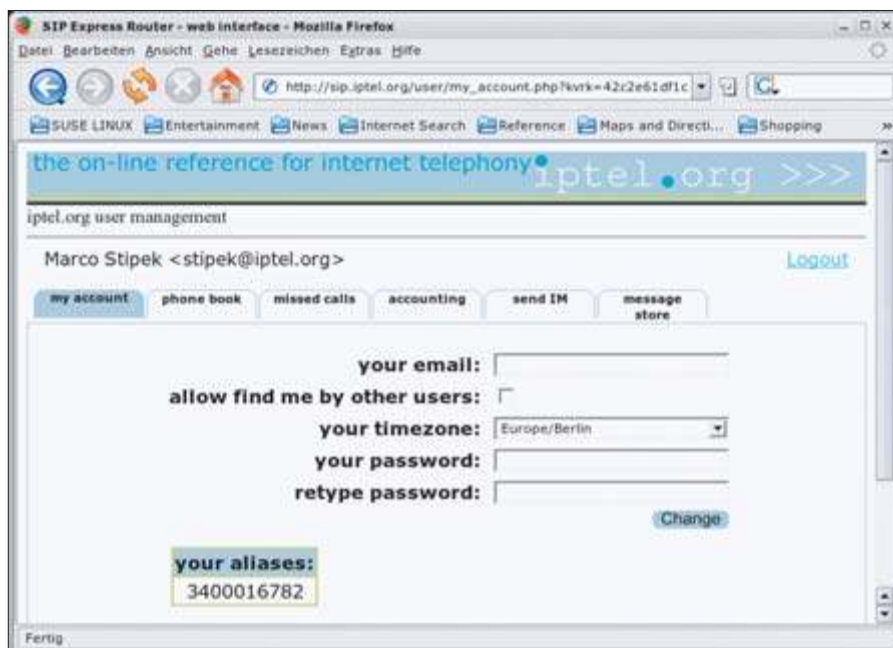 SIP Express Router - web interface - Mozilla Firefox
Datei Bearbeiten Ansicht Gehe Lesezeichen Extras Hilfe
http://sip.iptel.org/user/my_account.php?kvrk=42c2e61df1c
SUSE LINUX Entertainment News Internet Search Reference Maps and Directi... Shopping »
the on-line reference for internet telephony
iptel.org >>>
iptel.org user management
Marco Stipek <stipek@iptel.org> Logout
my account phone book missed calls accounting send IM message store
your email:
allow find me by other users:
your timezone: Europe/Berlin
your password:
retype password:
Change
your aliases:
3400016782
Fertig